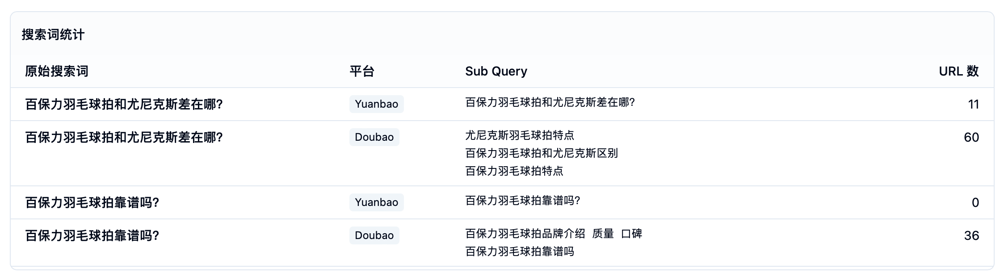 搜索词统计
原始搜索词 平台 Sub Query URL 数
百保力羽毛球拍和尤尼克斯差在哪? Yuanbao 百保力羽毛球拍和尤尼克斯差在哪? 11
百保力羽毛球拍和尤尼克斯差在哪? Doubao 尤尼克斯羽毛球拍特点 60
百保力羽毛球拍和尤尼克斯区别
百保力羽毛球拍特点
百保力羽毛球拍靠谱吗? Yuanbao 百保力羽毛球拍靠谱吗? 0
百保力羽毛球拍靠谱吗? Doubao 百保力羽毛球拍品牌介绍 质量 口碑 36
百保力羽毛球拍靠谱吗